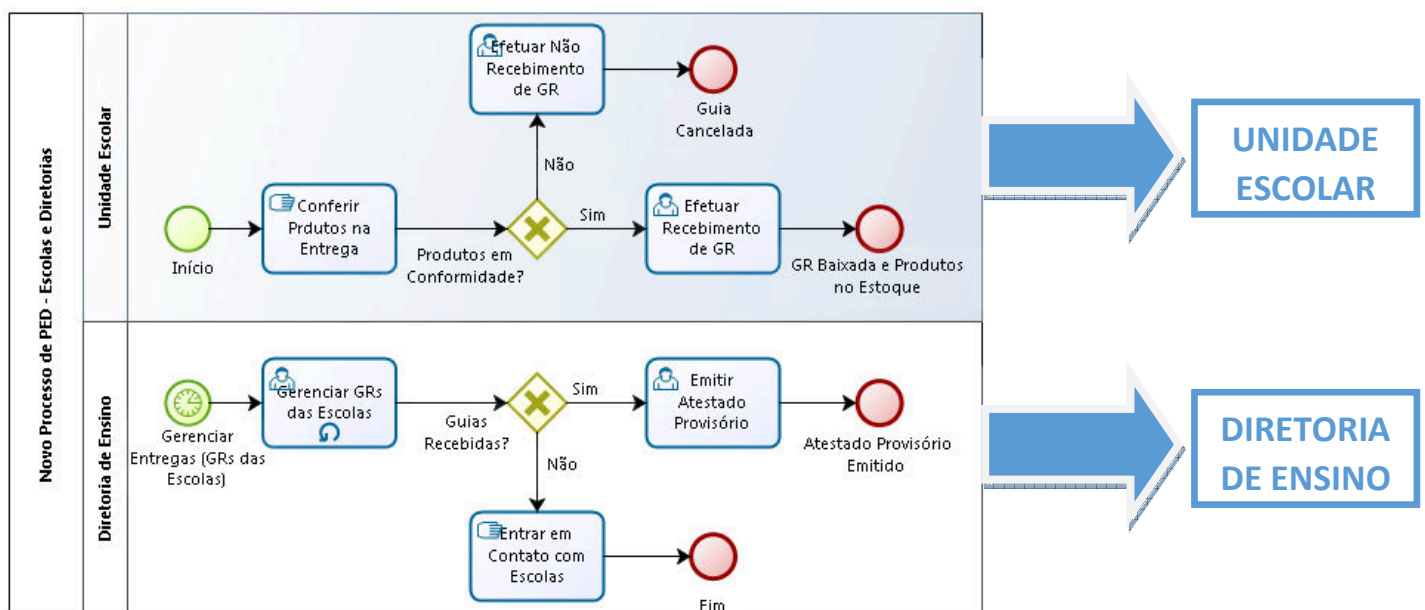 Novo Processo de PED - Escolas e Diretorias
Unidade Escolar
Efetuar Não
Recebimento
de GR
Guia
Cancelada
Não
Início
Conferir
Prdutos na
Entrega
Produtos em
Conformidade?
Sim
Efetuar
Recebimento
de GR
GR Baixada e Produtos
no Estoque
UNIDADE
ESCOLAR
Diretoria de Ensino
Gerenciar
Entregas (GRs das
Escolas)
Gerenciar GRs
das Escolas
Guias
Recebidas?
Sim
Emitir
Atestado
Provisório
Atestado Provisório
Emitido
Não
Entrar em
Contato com
Escolas
Fim
DIRETORIA
DE ENSINO